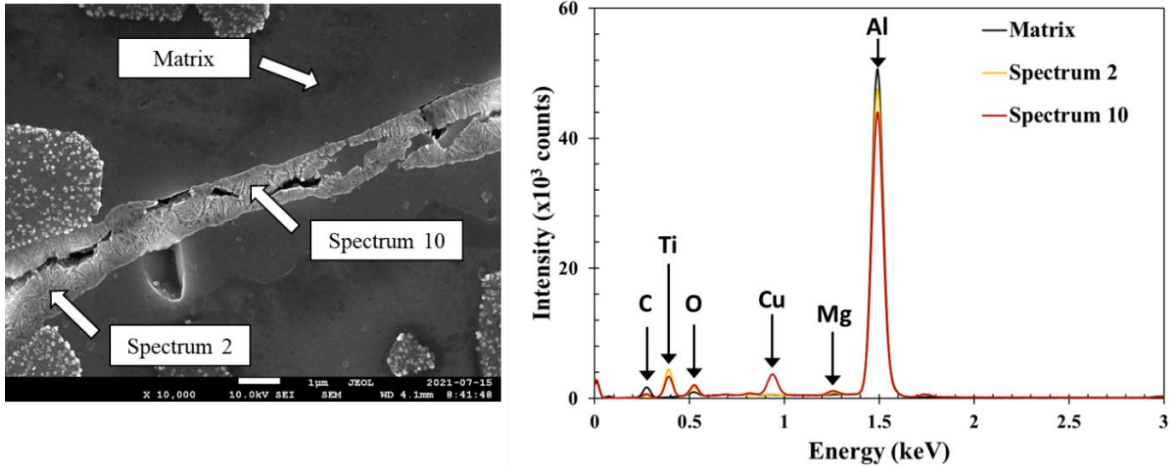 Matrix
Spectrum 10
Spectrum 2
1μm JEOL 2021-07-15
X 10,000 10.0kV SEI SEM WD 4.1mm 8:41:48
60
40
20
0
Intensity (x10³ counts)
Al
Matrix
Spectrum 2
Spectrum 10
Ti
C
O
Cu
Mg
0 0.5 1 1.5 2 2.5 3
Energy (keV)